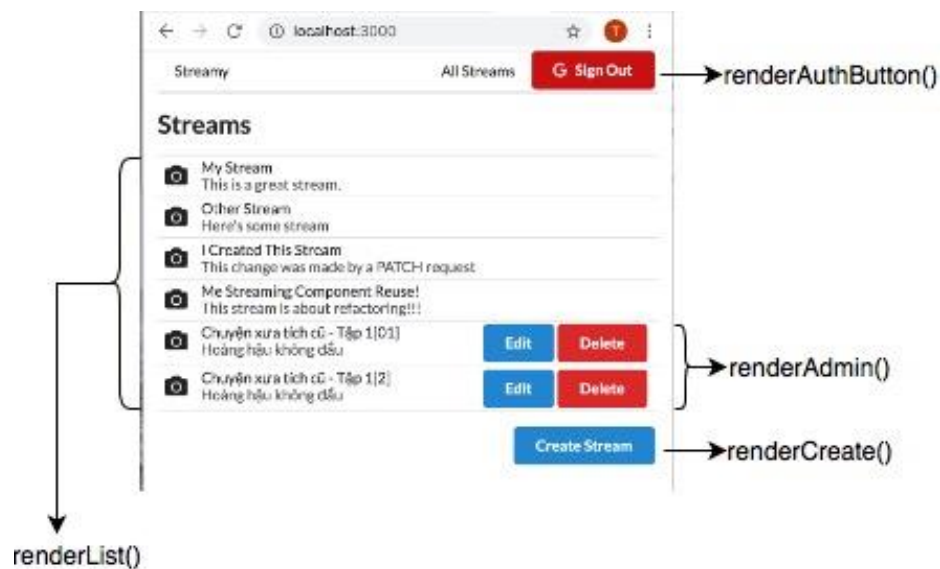 localhost:3000
T
Streamy All Streams G Sign Out
renderAuthButton()
Streams
My Stream
This is a great stream.
Other Stream
Here's some stream
I Created This Stream
This change was made by a PATCH request
Me Streaming Component Reuse!
This stream is about refactoring!!!
Chuyện xưa tích cũ - Tập 1[01]
Hoàng hậu không đầu
Edit Delete
renderAdmin()
Chuyện xưa tích cũ - Tập 1[2]
Hoàng hậu không đầu
Edit Delete
Create Stream
renderCreate()
renderList()